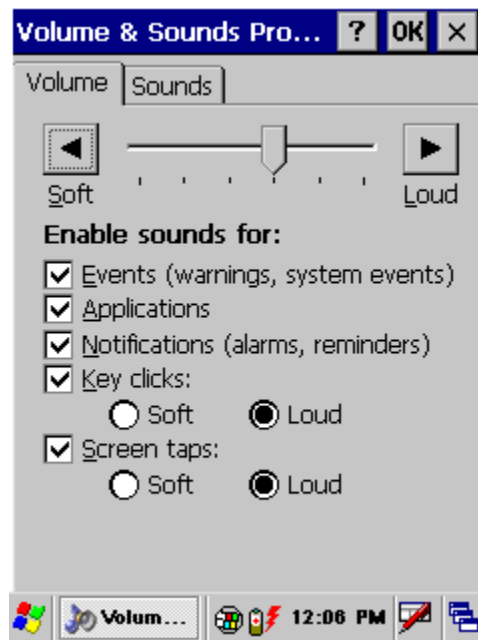 Volume & Sounds Pro... ? OK ×
Volume Sounds
Soft Loud
Enable sounds for:
Events (warnings, system events)
Applications
Notifications (alarms, reminders)
Key clicks:
Soft Loud
Screen taps:
Soft Loud
Volum... 12:06 PM